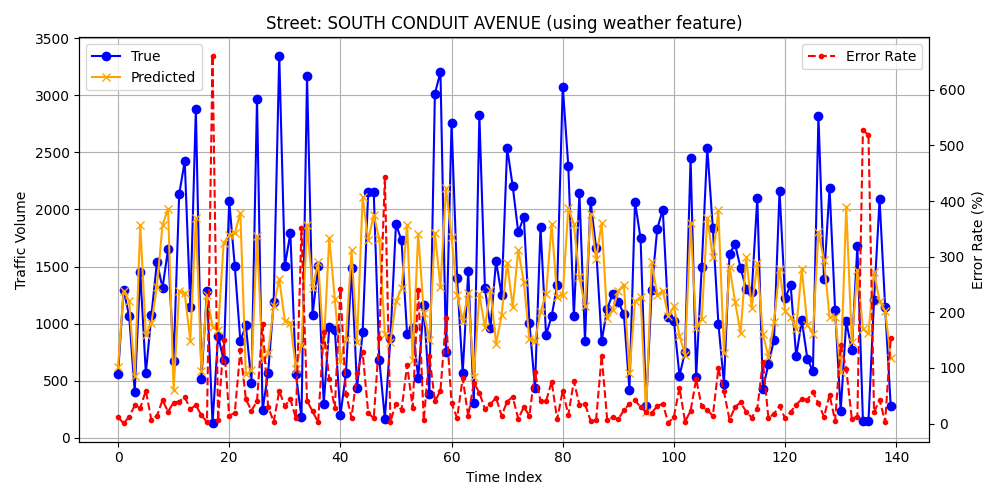 Street: SOUTH CONDUIT AVENUE (using weather feature)
True
Predicted
Error Rate
Traffic Volume
3500
3000
2500
2000
1500
1000
500
0
600
500
400
300
200
100
0
Error Rate (%)
0 20 40 60 80 100 120 140
Time Index